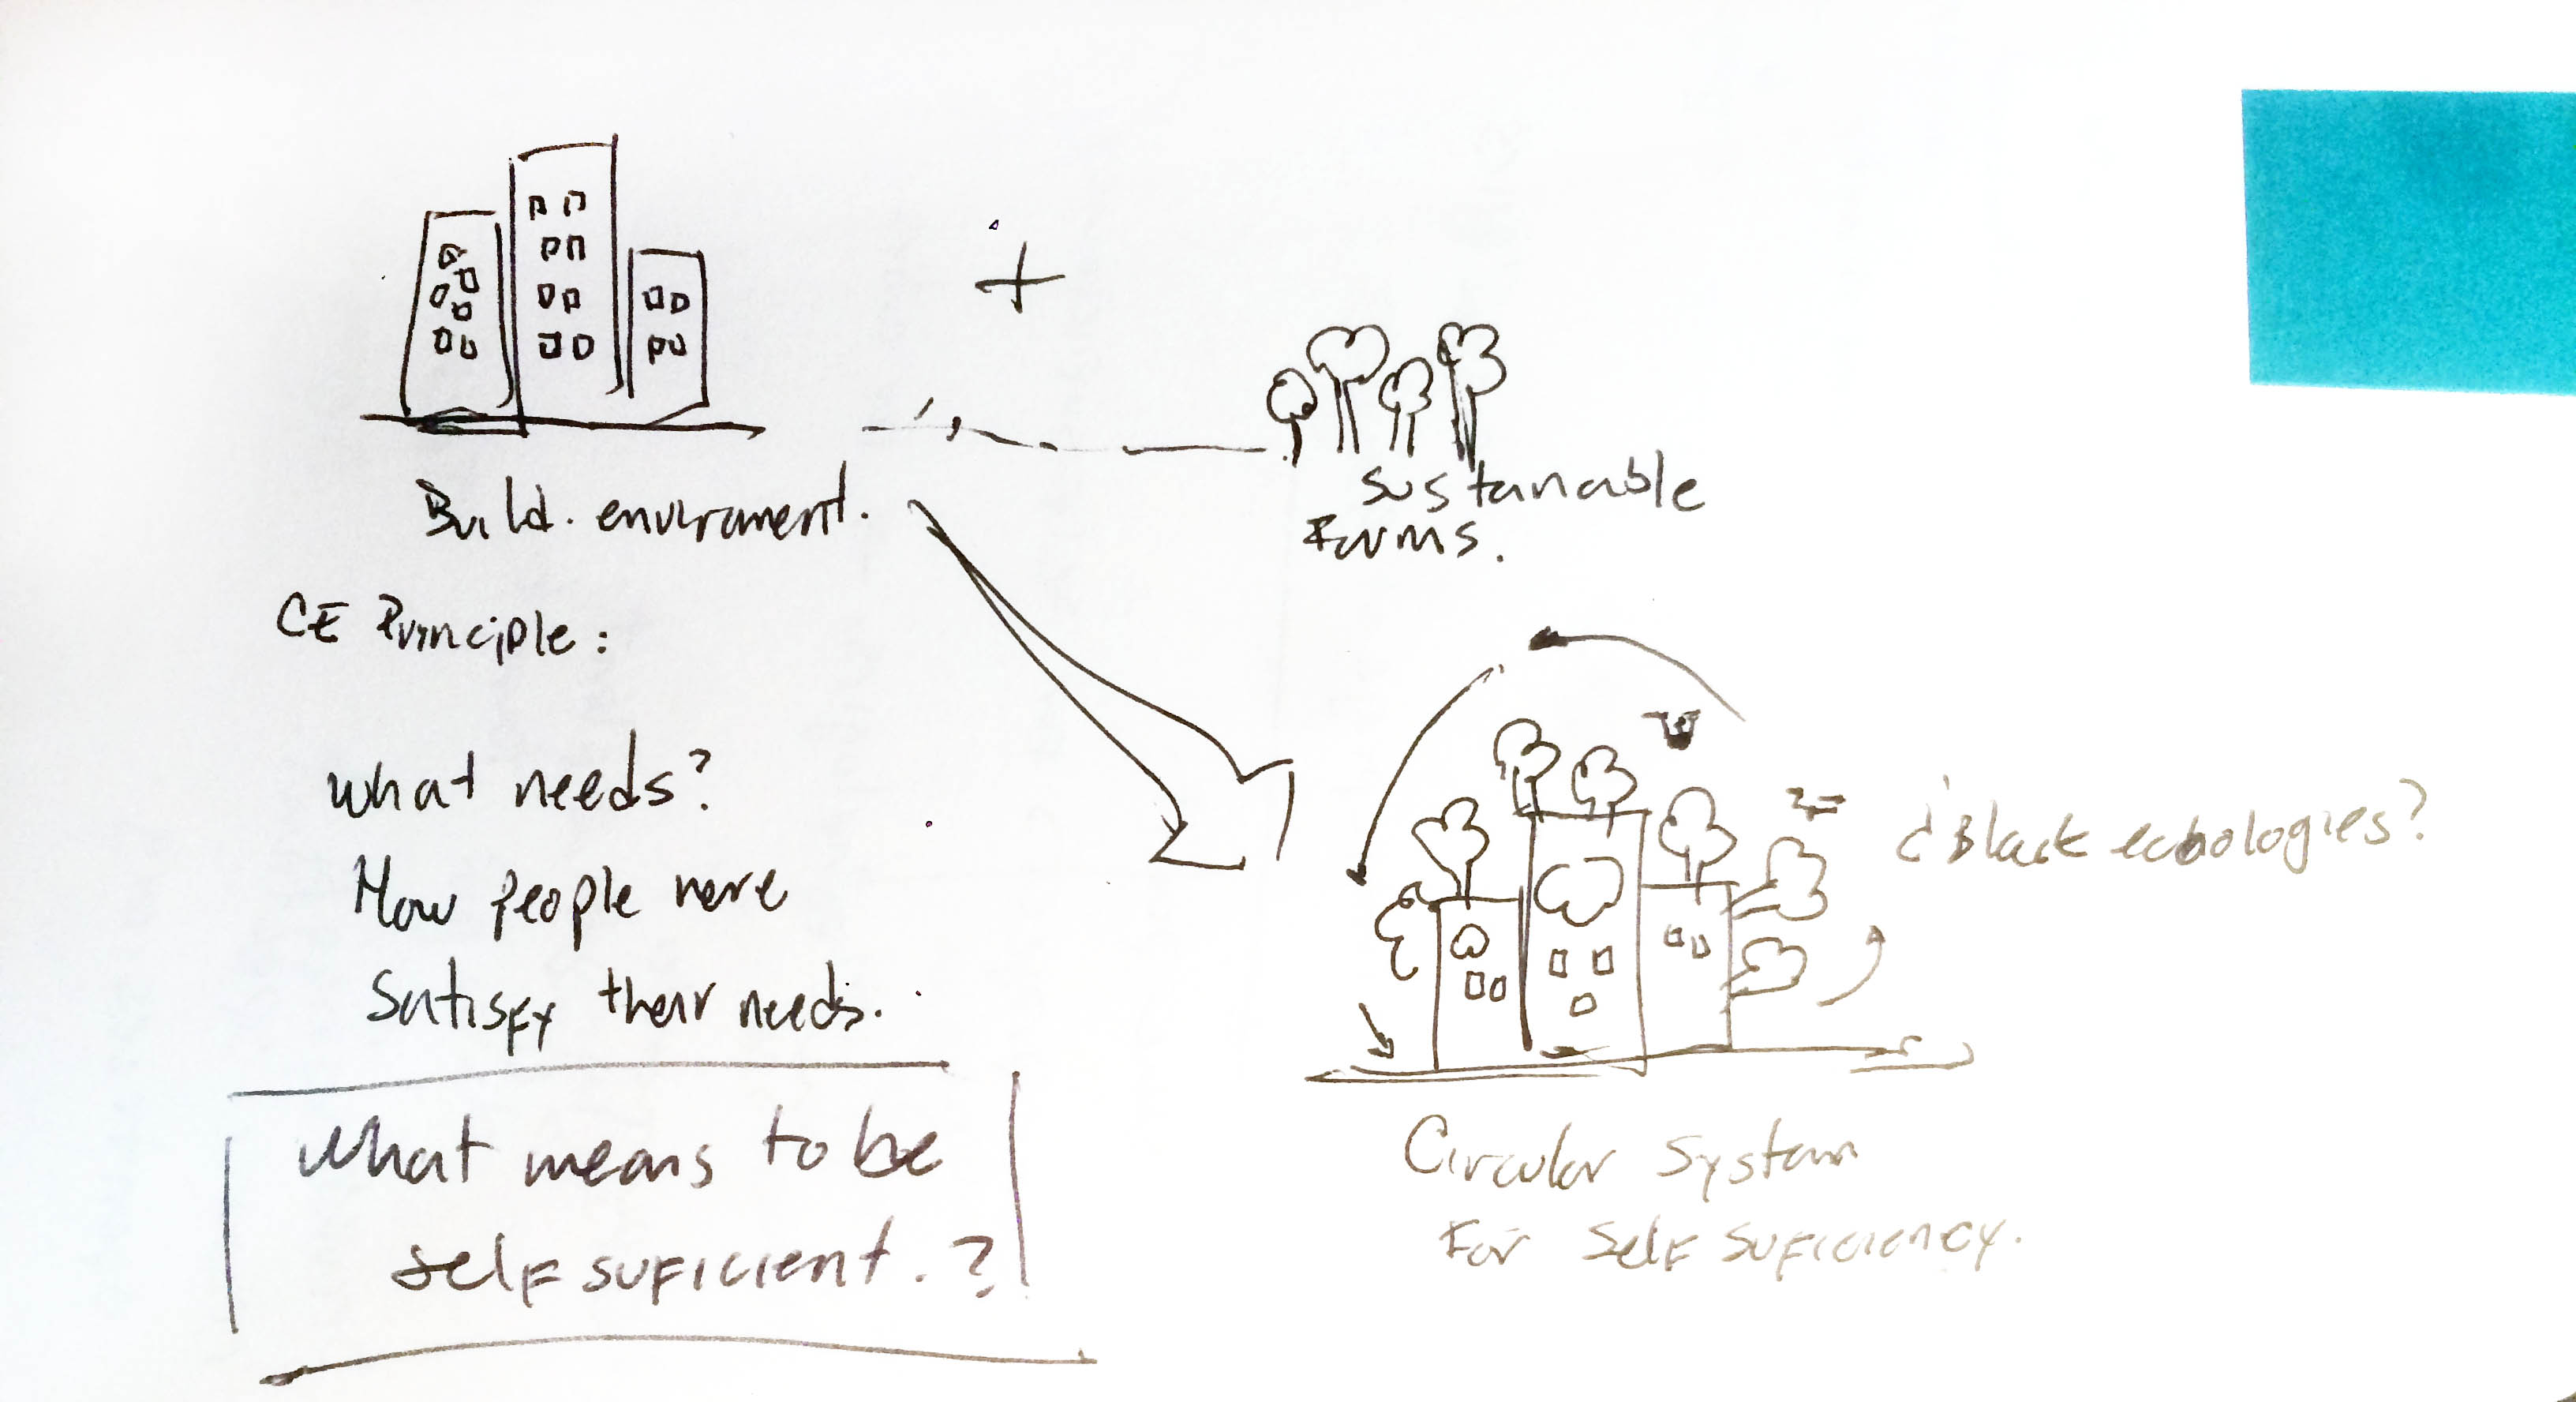 Build. enviroment.
sustanable
Farms.
CE Principle:
what needs?
How people here
Satisfy their needs.
¿Black ecologies?
What means to be
self suficient.?
Circular System
For Self suficiency.